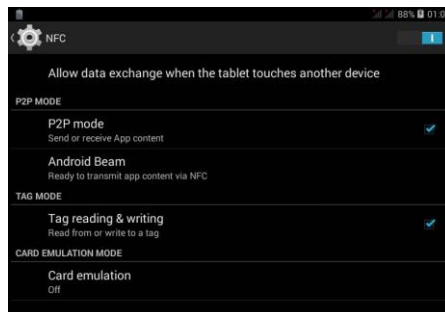 88% 01:0
NFC
Allow data exchange when the tablet touches another device
P2P MODE
P2P mode
Send or receive App content
Android Beam
Ready to transmit app content via NFC
TAG MODE
Tag reading & writing
Read from or write to a tag
CARD EMULATION MODE
Card emulation
Off